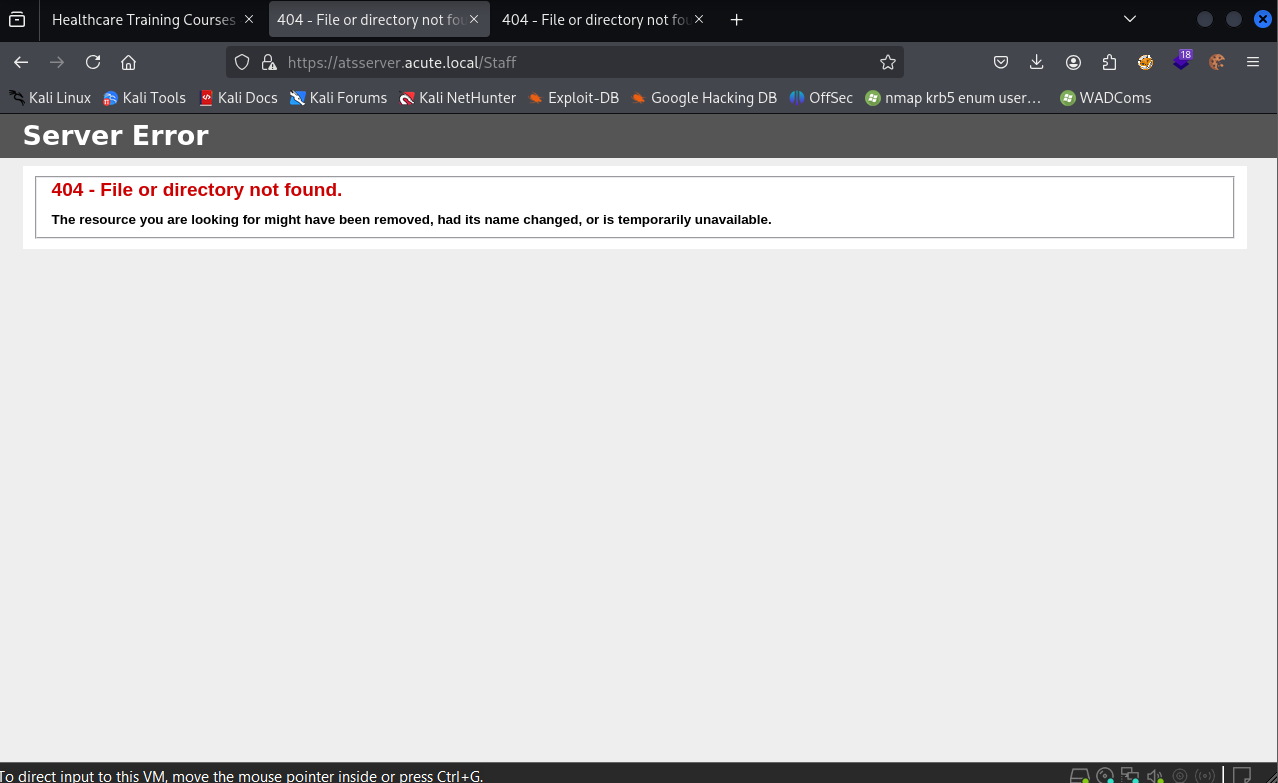 Healthcare Training Courses
404 - File or directory not fou
404 - File or directory not fou
https://atsserver.acute.local/Staff
18
Kali Linux
Kali Tools
Kali Docs
Kali Forums
Kali NetHunter
Exploit-DB
Google Hacking DB
OffSec
nmap krb5 enum user…
WADComs
Server Error
404 - File or directory not found.
The resource you are looking for might have been removed, had its name changed, or is temporarily unavailable.
To direct input to this VM, move the mouse pointer inside or press Ctrl+G.